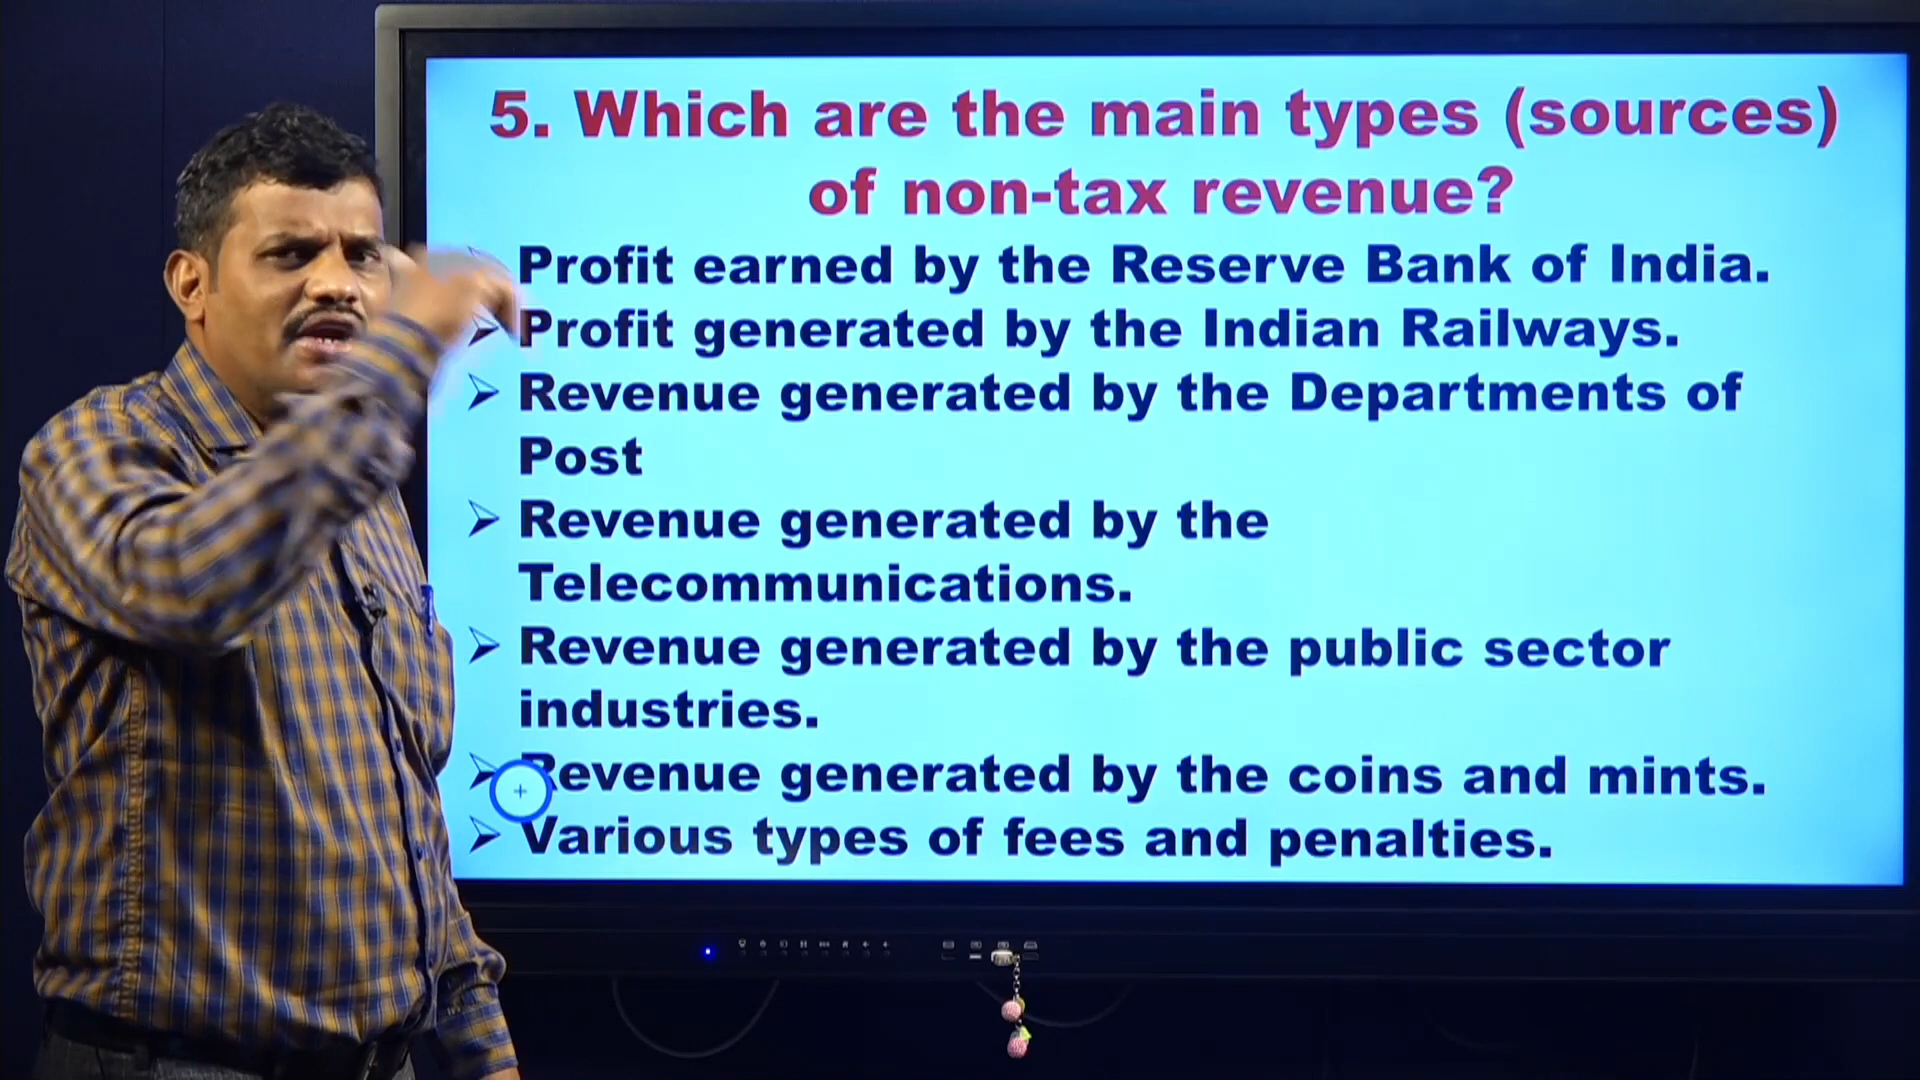 5. Which are the main types (sources)
of non-tax revenue?
Profit earned by the Reserve Bank of India.
Profit generated by the Indian Railways.
Revenue generated by the Departments of
Post
Revenue generated by the
Telecommunications.
Revenue generated by the public sector
industries.
Revenue generated by the coins and mints.
Various types of fees and penalties.